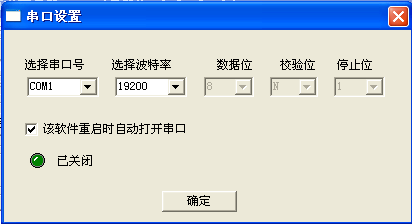 串口设置
选择串口号 选择波特率 数据位 校验位 停止位
COM1 19200 8 N 1
该软件重启时自动打开串口
已关闭
确定